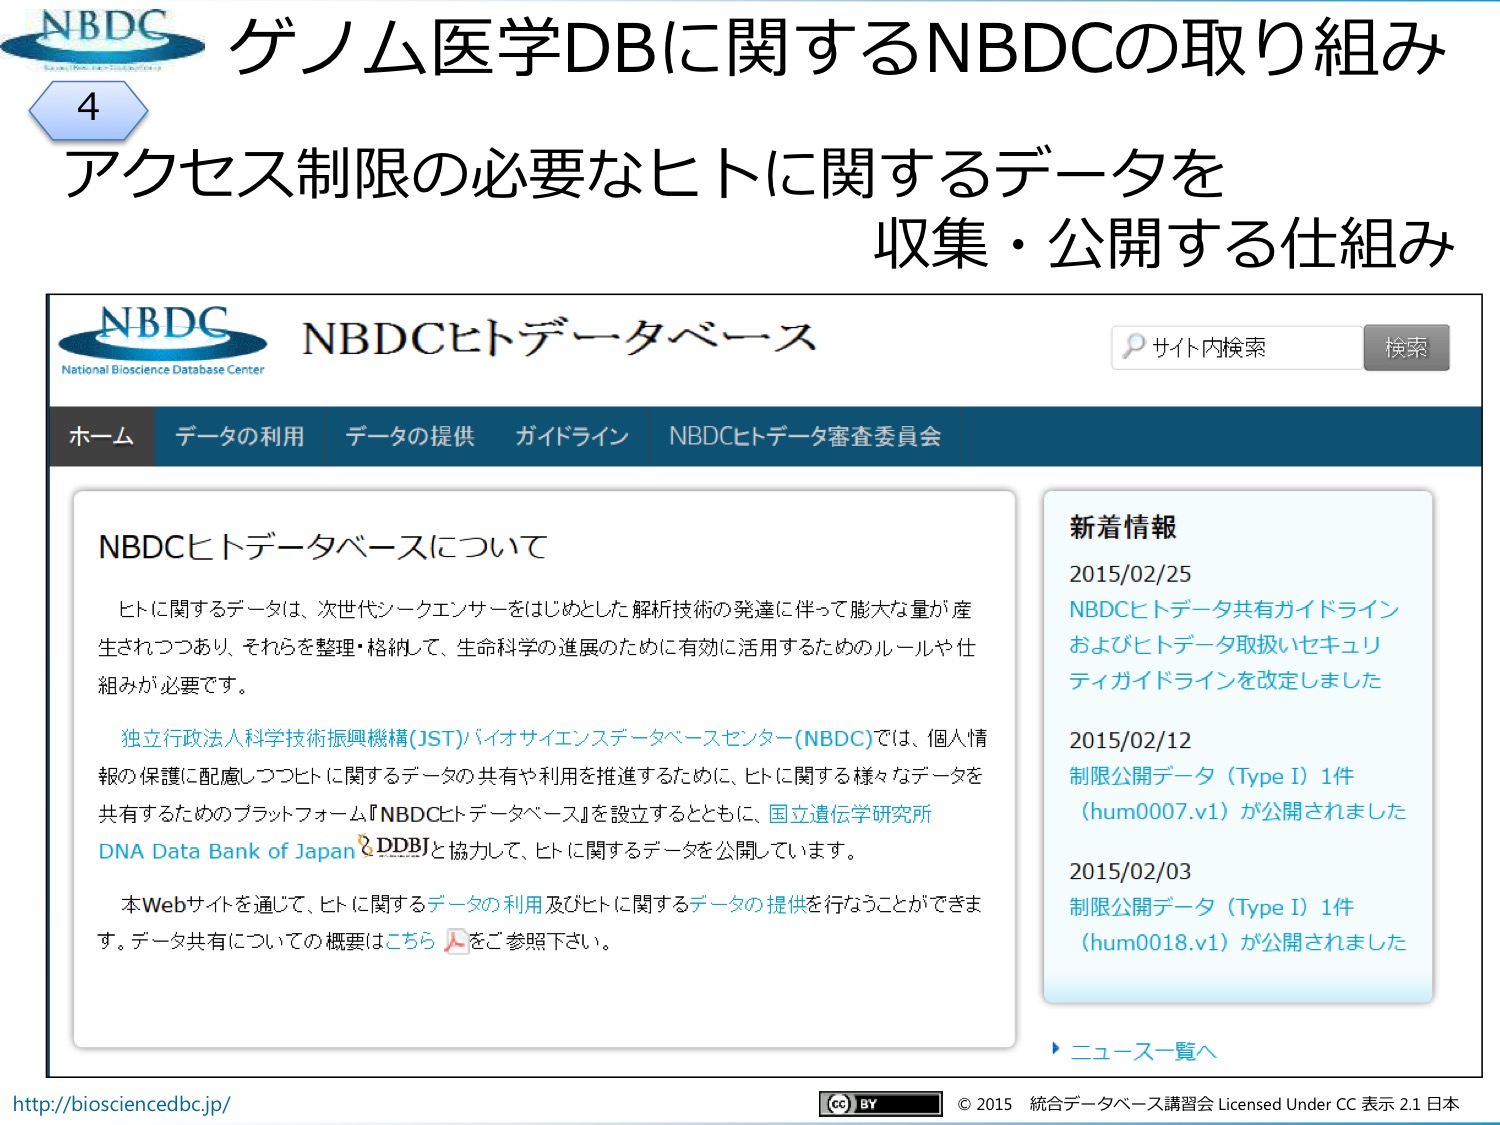 NBDC
ゲノム医学DBに関するNBDCの取り組み
4
アクセス制限の必要なヒトに関するデータを
収集・公開する仕組み
NBDC
National Bioscience Database Center
NBDCヒトデータベース
サイト内検索
検索
ホーム
データの利用
データの提供
ガイドライン
NBDCヒトデータ審査委員会
NBDCヒトデータベースについて
ヒトに関するデータは、次世代シークエンサーをはじめとした解析技術の発達に伴って膨大な量が産
生されつつあり、それらを整理・格納して、生命科学の進展のために有効に活用するためのルールや仕
組みが必要です。
独立行政法人科学技術振興機構(JST)バイオサイエンスデータベースセンター(NBDC)では、個人情
報の保護に配慮しつつヒトに関するデータの共有や利用を推進するために、ヒトに関する様々なデータを
共有するためのプラットフォーム『NBDCヒトデータベース』を設立するとともに、国立遺伝学研究所
DNA Data Bank of Japan DDBJと協力して、ヒトに関するデータを公開しています。
本Webサイトを通じて、ヒトに関するデータの利用及びヒトに関するデータの提供を行なうことができま
す。データ共有についての概要はこちら をご参照下さい。
新着情報
2015/02/25
NBDCヒトデータ共有ガイドライン
およびヒトデータ取扱いセキュリ
ティガイドラインを改定しました
2015/02/12
制限公開データ（Type I）1件
（hum0007.v1）が公開されました
2015/02/03
制限公開データ（Type I）1件
（hum0018.v1）が公開されました
ニュース一覧へ
http://biosciencedbc.jp/
cc BY
© 2015 統合データベース講習会 Licensed Under CC 表示 2.1 日本